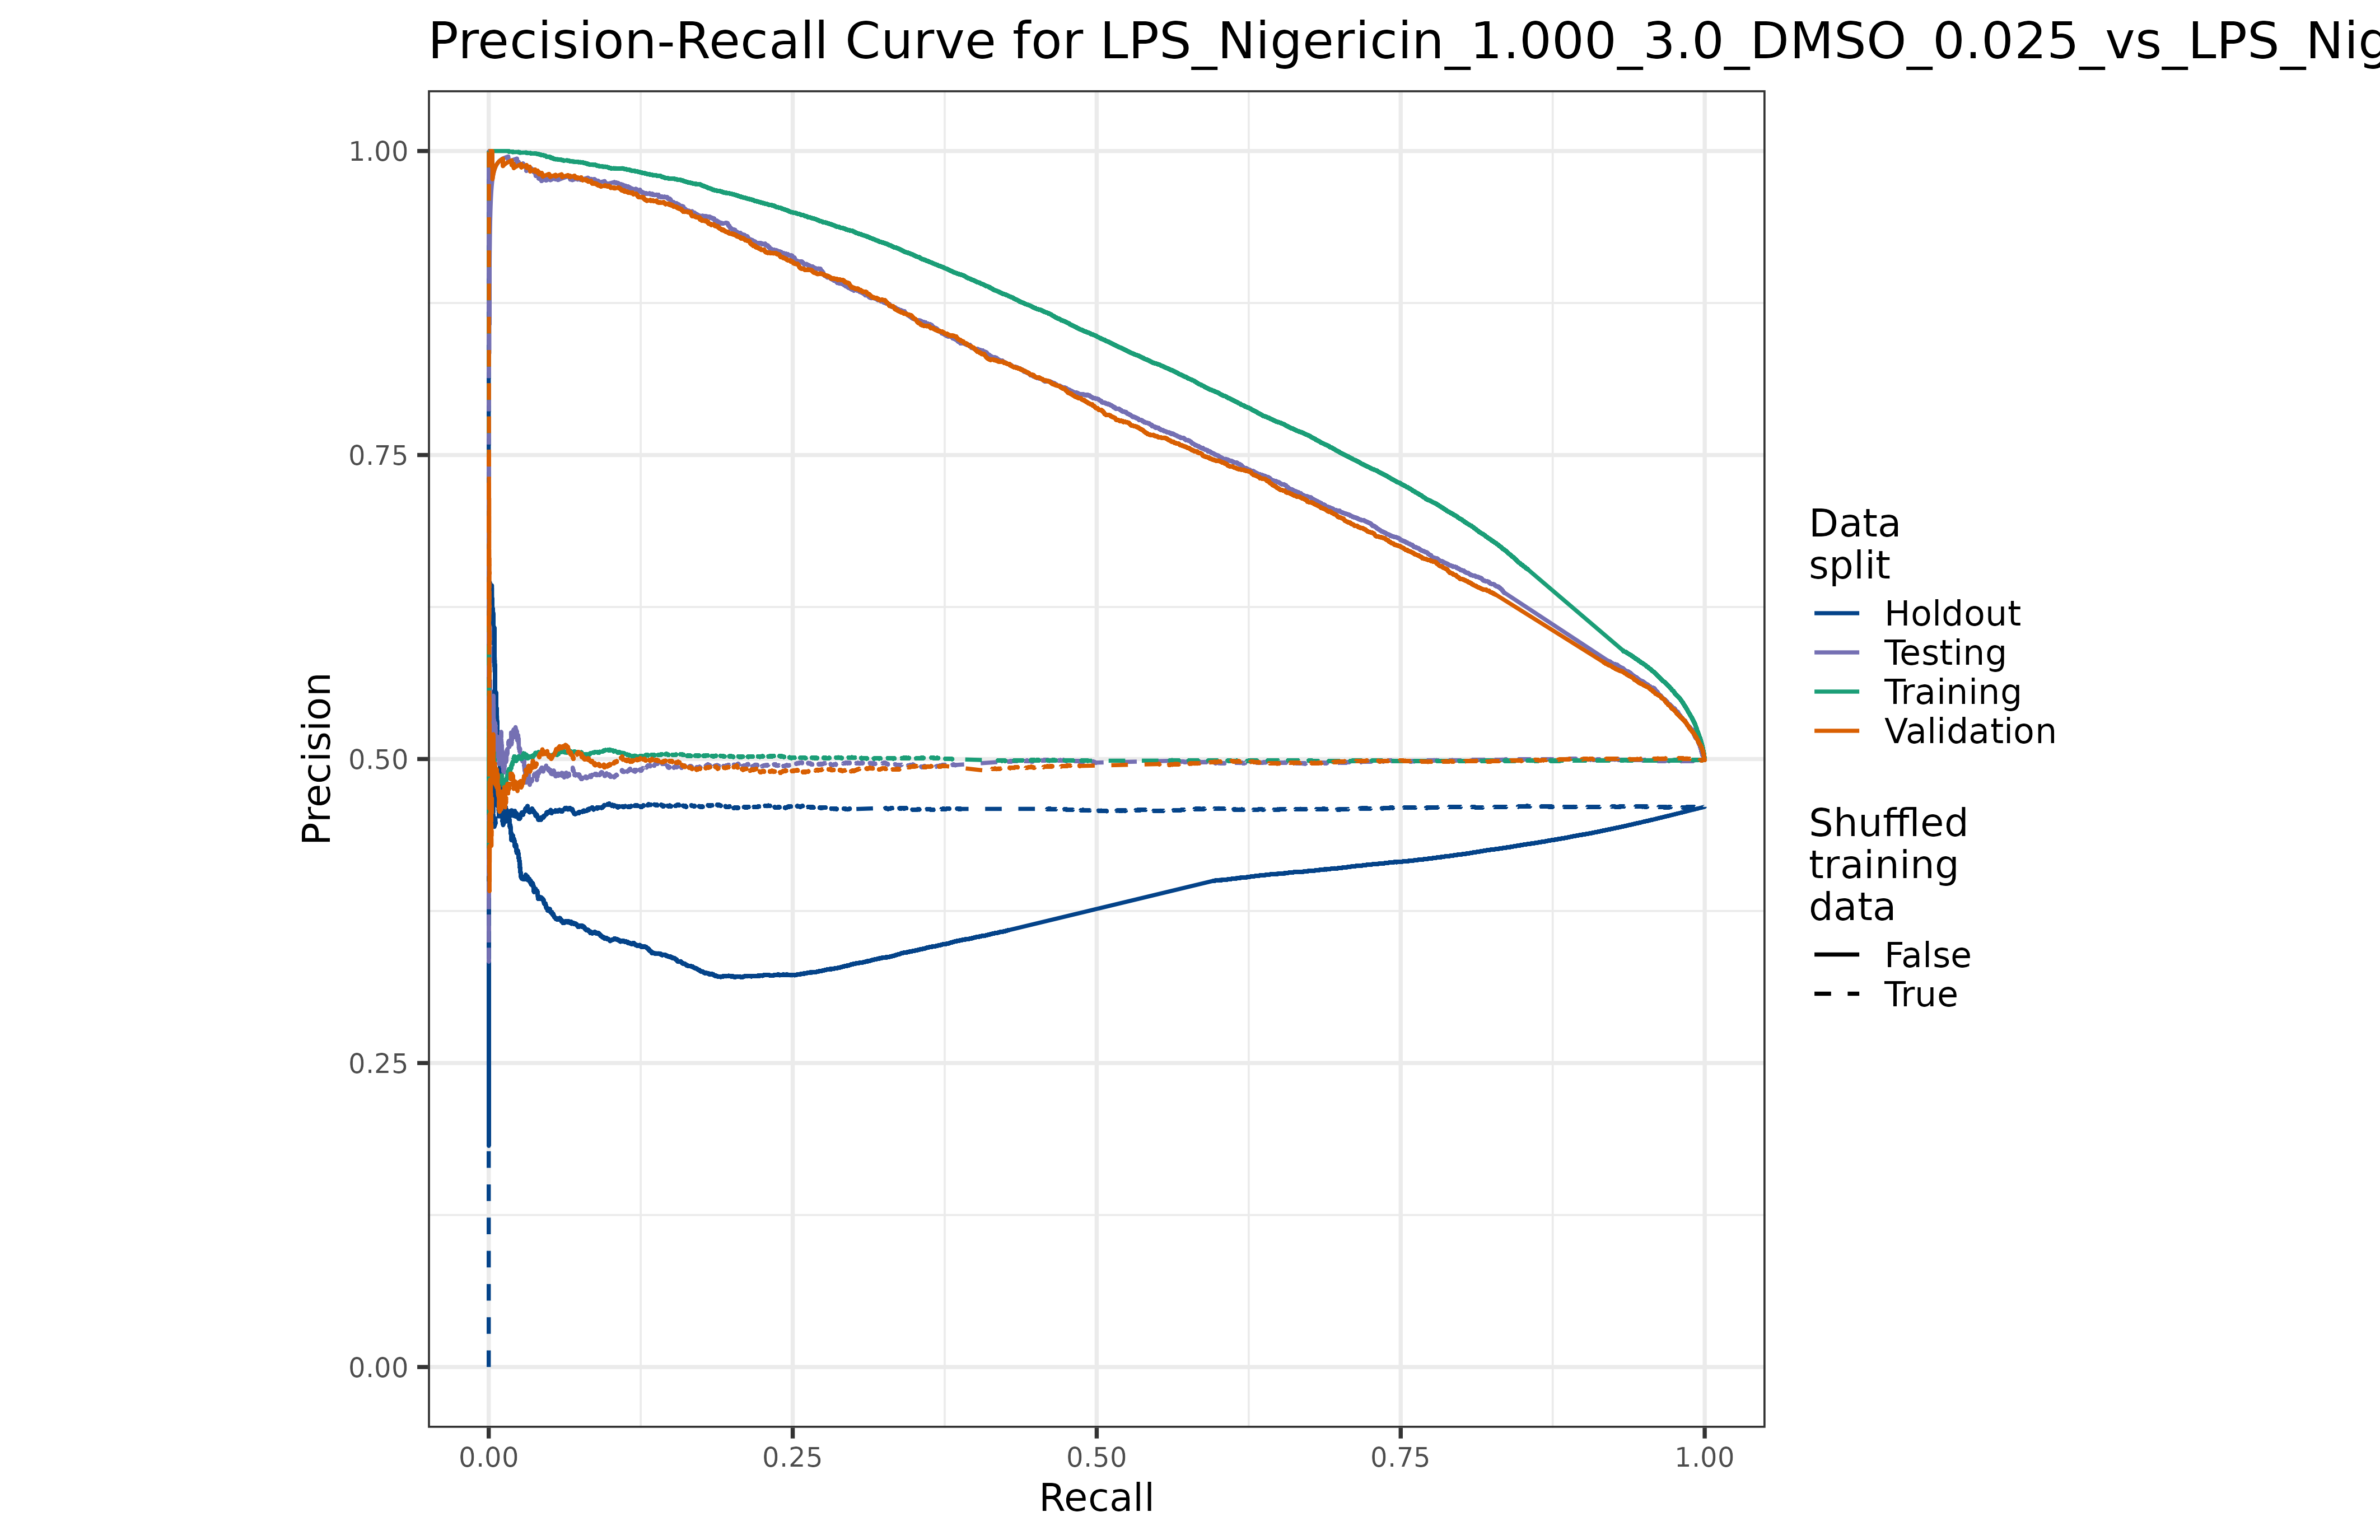 Precision-Recall Curve for LPS_Nigericin_1.000_3.0_DMSO_0.025_vs_LPS_Nig
1.00
0.75
0.50
0.25
0.00
Precision
0.00 0.25 0.50 0.75 1.00
Recall
Data
split
Holdout
Testing
Training
Validation
Shuffled
training
data
False
True